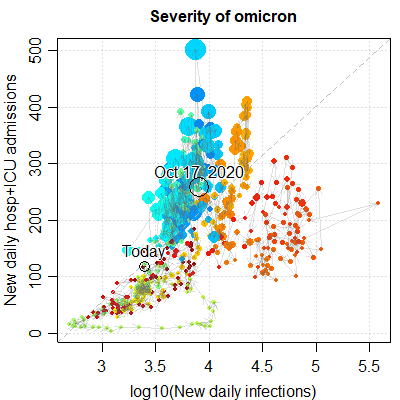 Severity of omicron
New daily hosp+ICU admissions
500
400
300
200
100
0
Oct 17, 2020
Today
3
3.5
4
4.5
5
5.5
log10(New daily infections)